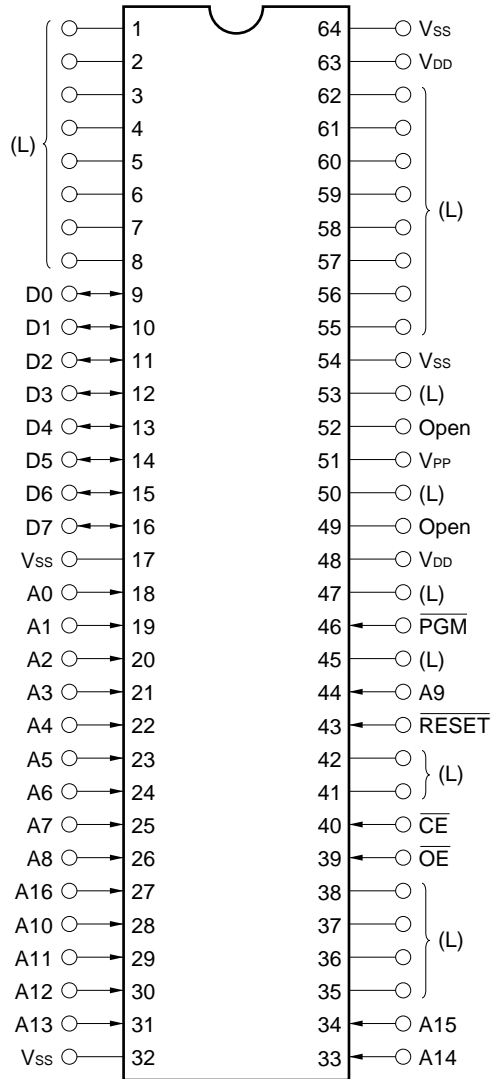 1 64 VSS
2 63 VDD
3 62
4 61
(L) 5 60
6 59 (L)
7 58
8 57
D0 9 56
D1 10 55
D2 11 54 VSS
D3 12 53 (L)
D4 13 52 Open
D5 14 51 VPP
D6 15 50 (L)
D7 16 49 Open
VSS 17 48 VDD
A0 18 47 (L)
A1 19 46 PGM
A2 20 45 (L)
A3 21 44 A9
A4 22 43 RESET
A5 23 42 (L)
A6 24 41
A7 25 40 CE
A8 26 39 OE
A16 27 38
A10 28 37 (L)
A11 29 36
A12 30 35
A13 31 34 A15
VSS 32 33 A14